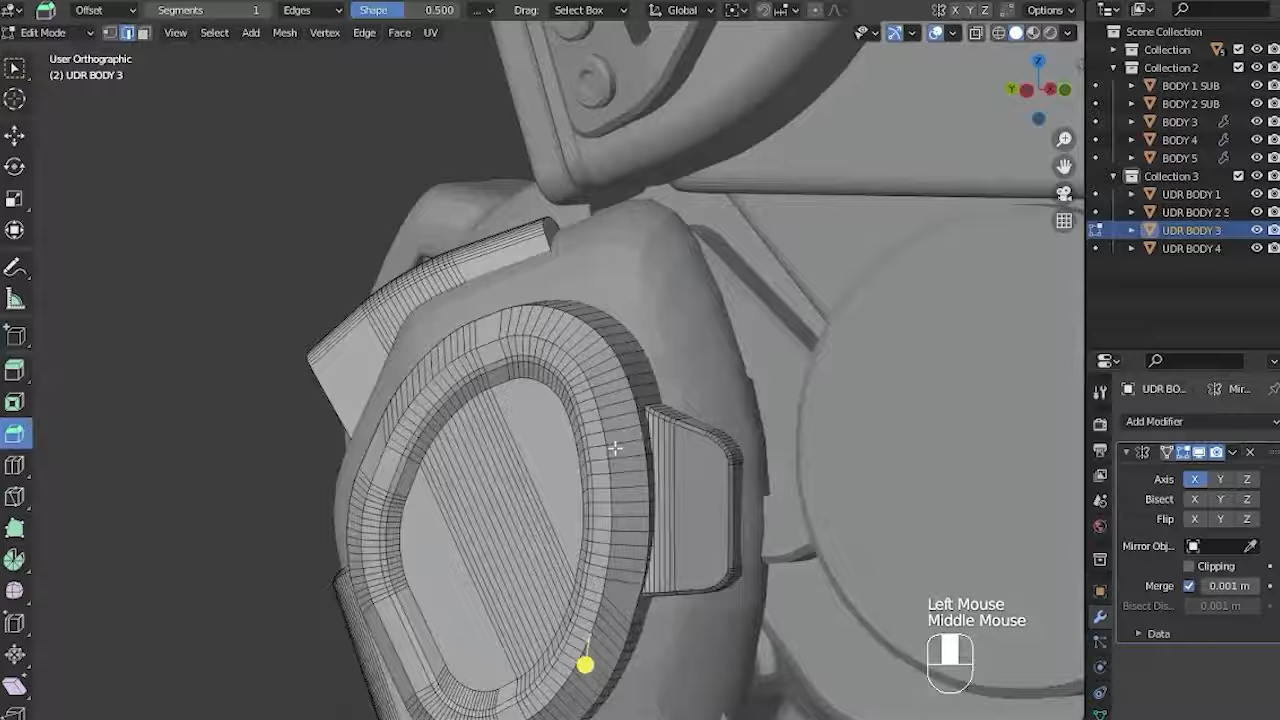 Offset Segments 1 Edges Shape 0.500 ... Drag: Select Box Global X Y Z Options
Edit Mode View Select Add Mesh Vertex Edge Face UV
User Orthographic
(2) UDR BODY 3
Z
Y X
Left Mouse
Middle Mouse
Scene Collection
Collection 5
Collection 2
BODY 1 SUB
BODY 2 SUB
BODY 3
BODY 4
BODY 5
Collection 3
UDR BODY 1
UDR BODY 2 S
UDR BODY 3
UDR BODY 4
UDR BO... Mir...
Add Modifier
Axis X Y Z
Bisect X Y Z
Flip X Y Z
Mirror Obj...
Clipping
Merge 0.001 m
Bisect Dis... 0.001 m
Data